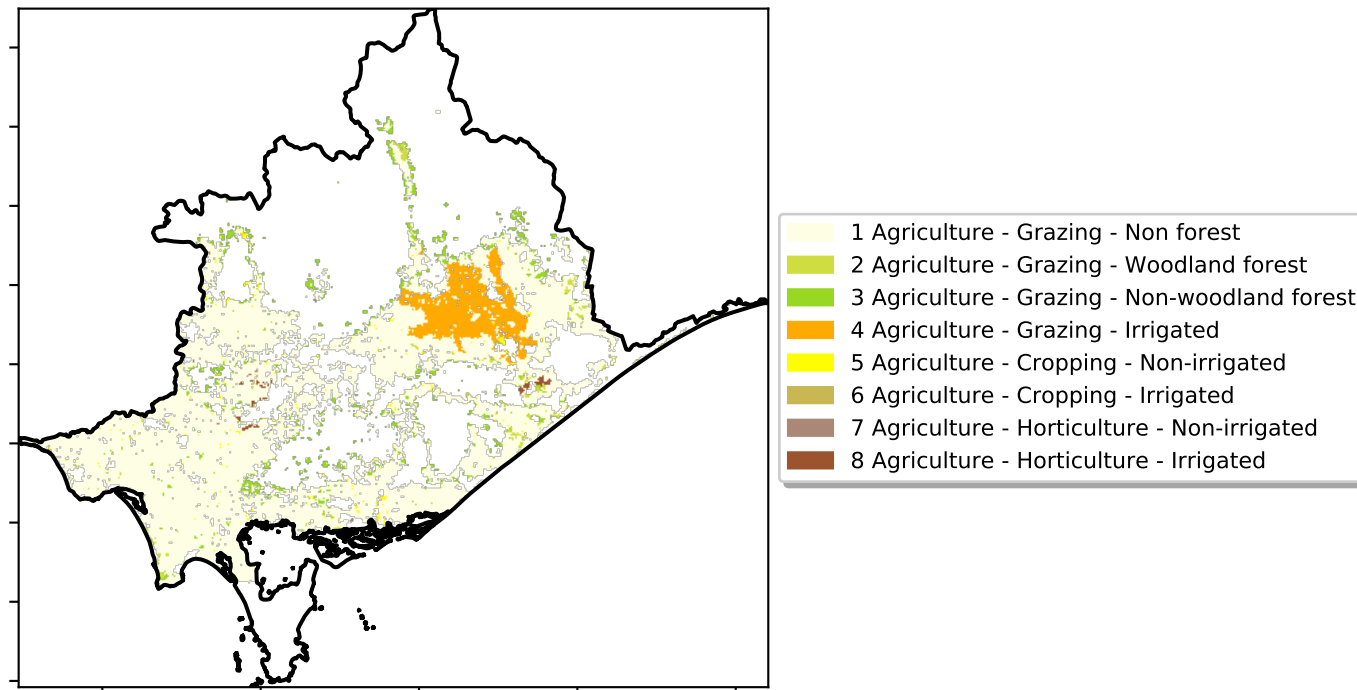 1 Agriculture - Grazing - Non forest
2 Agriculture - Grazing - Woodland forest
3 Agriculture - Grazing - Non-woodland forest
4 Agriculture - Grazing - Irrigated
5 Agriculture - Cropping - Non-irrigated
6 Agriculture - Cropping - Irrigated
7 Agriculture - Horticulture - Non-irrigated
8 Agriculture - Horticulture - Irrigated